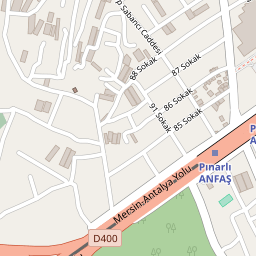 p Sabancı Caddesi
88 Sokak
87 Sokak
86 Sokak
91 Sokak
85 Sokak
Pınarlı
ANFAŞ
Mersin-Antalya Yolu
D400
P